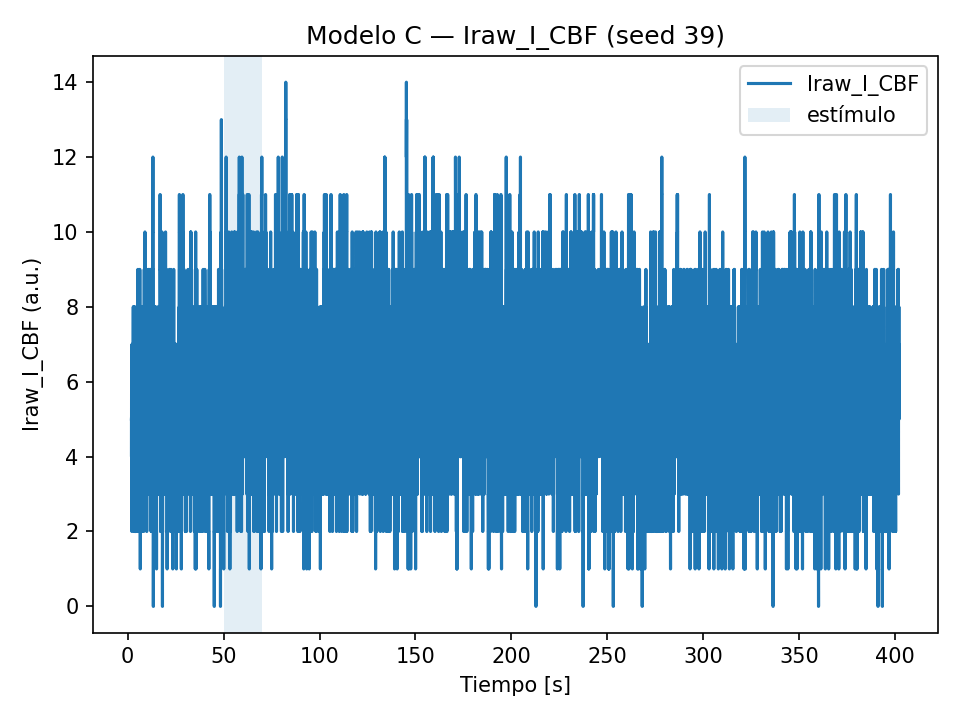 Modelo C — Iraw_I_CBF (seed 39)
Iraw_I_CBF
estímulo
Iraw_I_CBF (a.u.)
14
12
10
8
6
4
2
0
0 50 100 150 200 250 300 350 400
Tiempo [s]